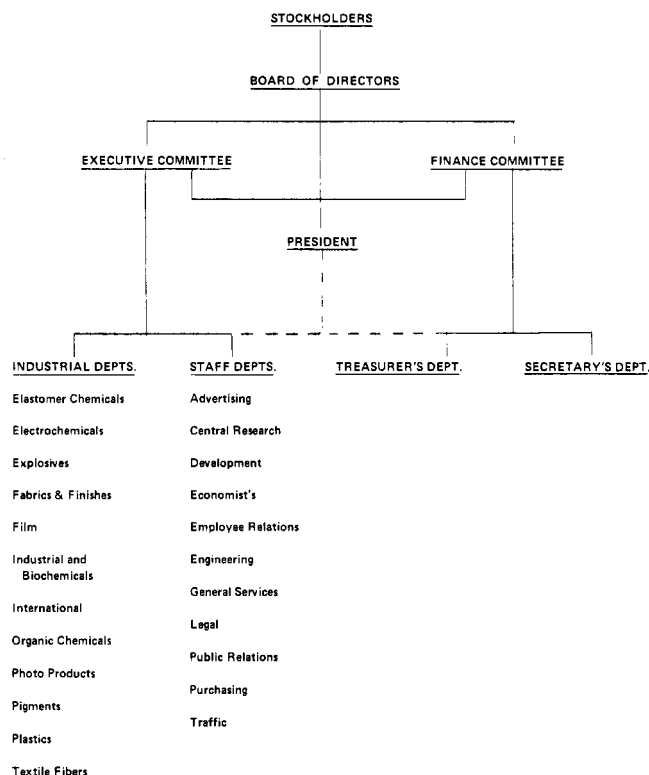 STOCKHOLDERS
BOARD OF DIRECTORS
EXECUTIVE COMMITTEE
FINANCE COMMITTEE
PRESIDENT
INDUSTRIAL DEPTS.
Elastomer Chemicals
Electrochemicals
Explosives
Fabrics & Finishes
Film
Industrial and
Biochemicals
International
Organic Chemicals
Photo Products
Pigments
Plastics
Textile Fibers
STAFF DEPTS.
Advertising
Central Research
Development
Economist's
Employee Relations
Engineering
General Services
Legal
Public Relations
Purchasing
Traffic
TREASURER'S DEPT.
SECRETARY'S DEPT.